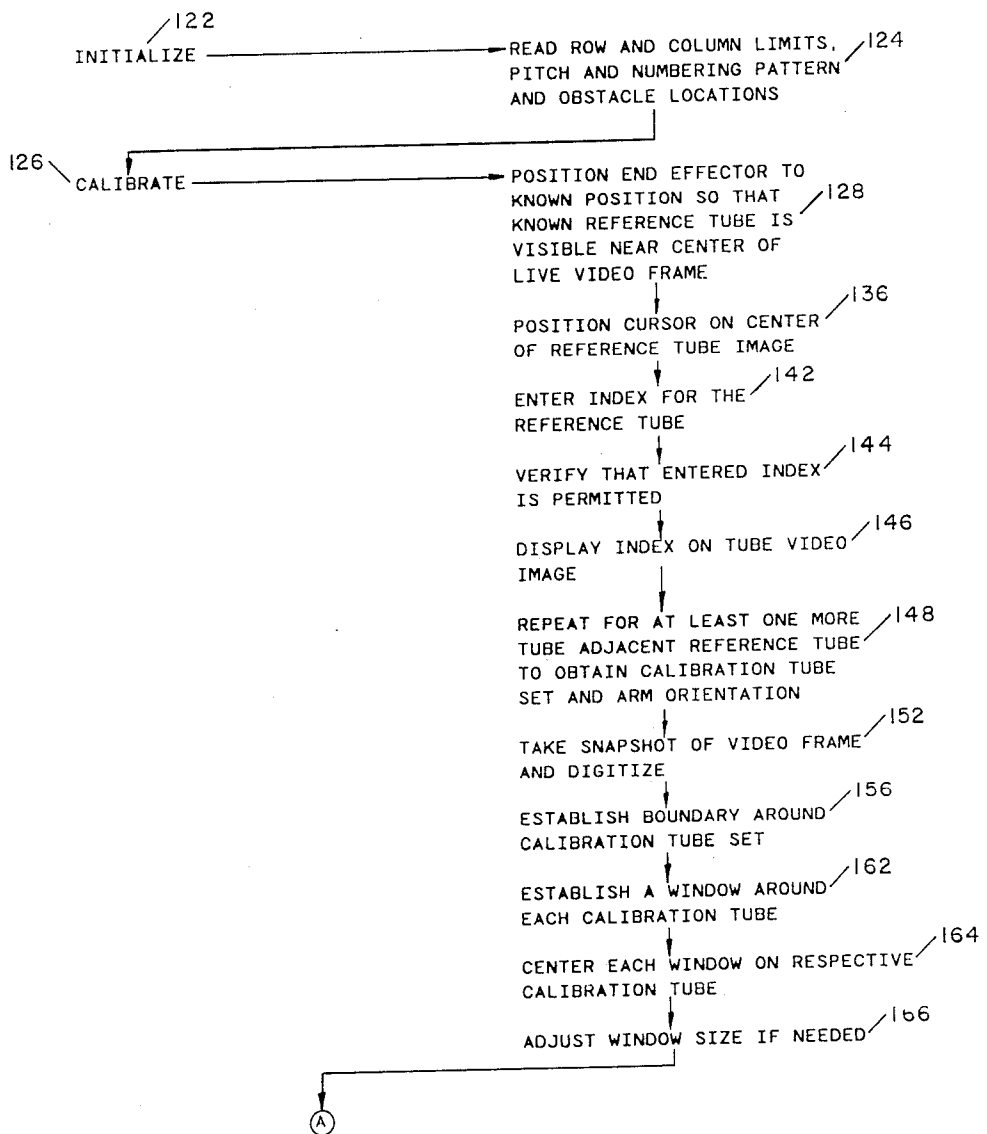 122
INITIALIZE
READ ROW AND COLUMN LIMITS,
PITCH AND NUMBERING PATTERN
AND OBSTACLE LOCATIONS
124
126
CALIBRATE
POSITION END EFFECTOR TO
KNOWN POSITION SO THAT
KNOWN REFERENCE TUBE IS
VISIBLE NEAR CENTER OF
LIVE VIDEO FRAME
128
POSITION CURSOR ON CENTER
OF REFERENCE TUBE IMAGE
136
ENTER INDEX FOR THE
REFERENCE TUBE
142
VERIFY THAT ENTERED INDEX
IS PERMITTED
144
DISPLAY INDEX ON TUBE VIDEO
IMAGE
146
REPEAT FOR AT LEAST ONE MORE
TUBE ADJACENT REFERENCE TUBE
TO OBTAIN CALIBRATION TUBE
SET AND ARM ORIENTATION
148
TAKE SNAPSHOT OF VIDEO FRAME
AND DIGITIZE
152
ESTABLISH BOUNDARY AROUND
CALIBRATION TUBE SET
156
ESTABLISH A WINDOW AROUND
EACH CALIBRATION TUBE
162
CENTER EACH WINDOW ON RESPECTIVE
CALIBRATION TUBE
164
ADJUST WINDOW SIZE IF NEEDED
166
A